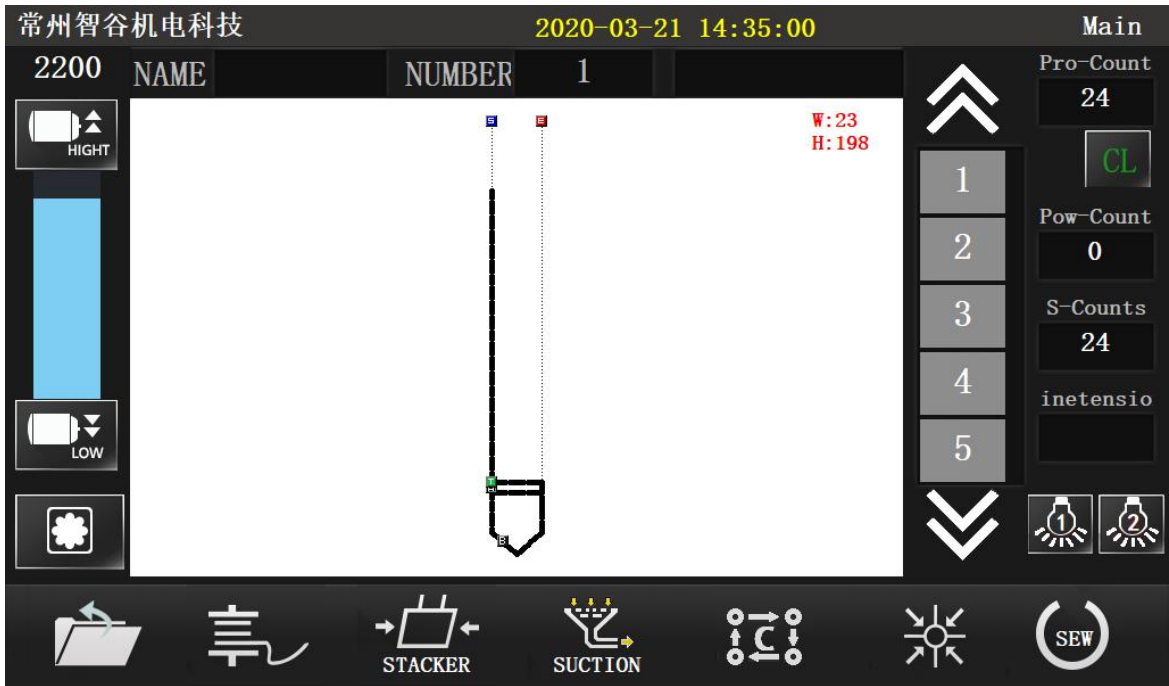 常州智谷机电科技 2020-03-21 14:35:00 Main
2200 NAME NUMBER 1
Pro-Count
24
HIGHT
CL
S E
W:23
H:198
1
2
3
4
5
Pow-Count
0
S-Counts
24
inetensio
LOW
T
B
1 2
STACKER
SUCTION
C
SEW